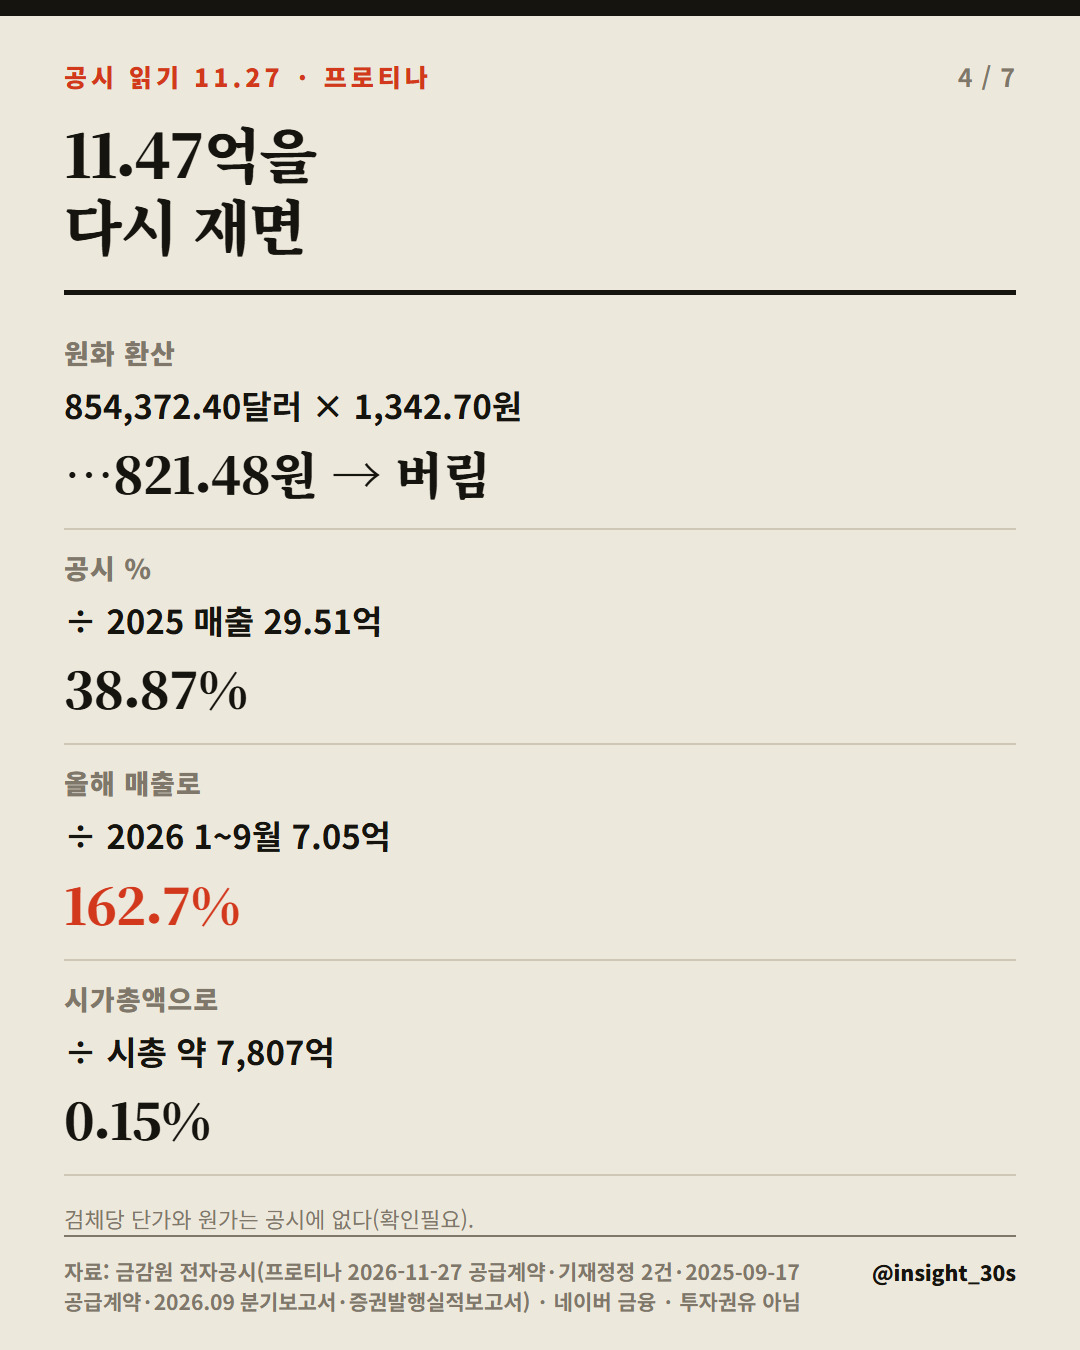 공시 읽기 11.27 · 프로티나
4 / 7
11.47억을
다시 재면
원화 환산
854,372.40달러 × 1,342.70원
…821.48원 → 버림
공시 %
÷ 2025 매출 29.51억
38.87%
올해 매출로
÷ 2026 1~9월 7.05억
162.7%
시가총액으로
÷ 시총 약 7,807억
0.15%
검체당 단가와 원가는 공시에 없다(확인필요).
자료: 금감원 전자공시(프로티나 2026-11-27 공급계약·기재정정 2건·2025-09-17
공급계약·2026.09 분기보고서·증권발행실적보고서) · 네이버 금융 · 투자권유 아님
@insight_30s